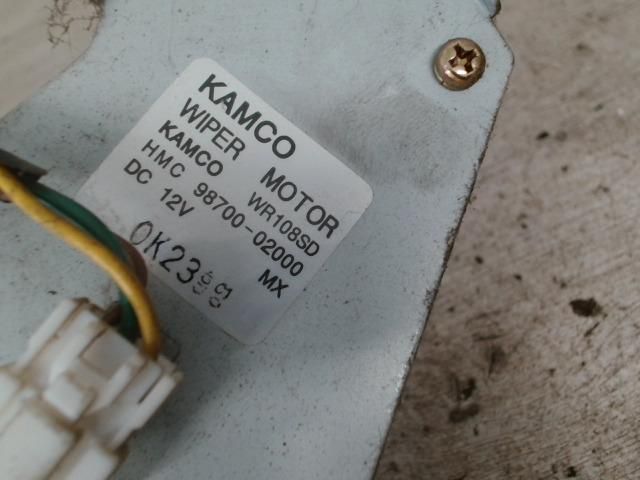 KAMCO
WIPER MOTOR
KAMCO WR108SD
HMC 98700-02000
DC 12V MX
0K23